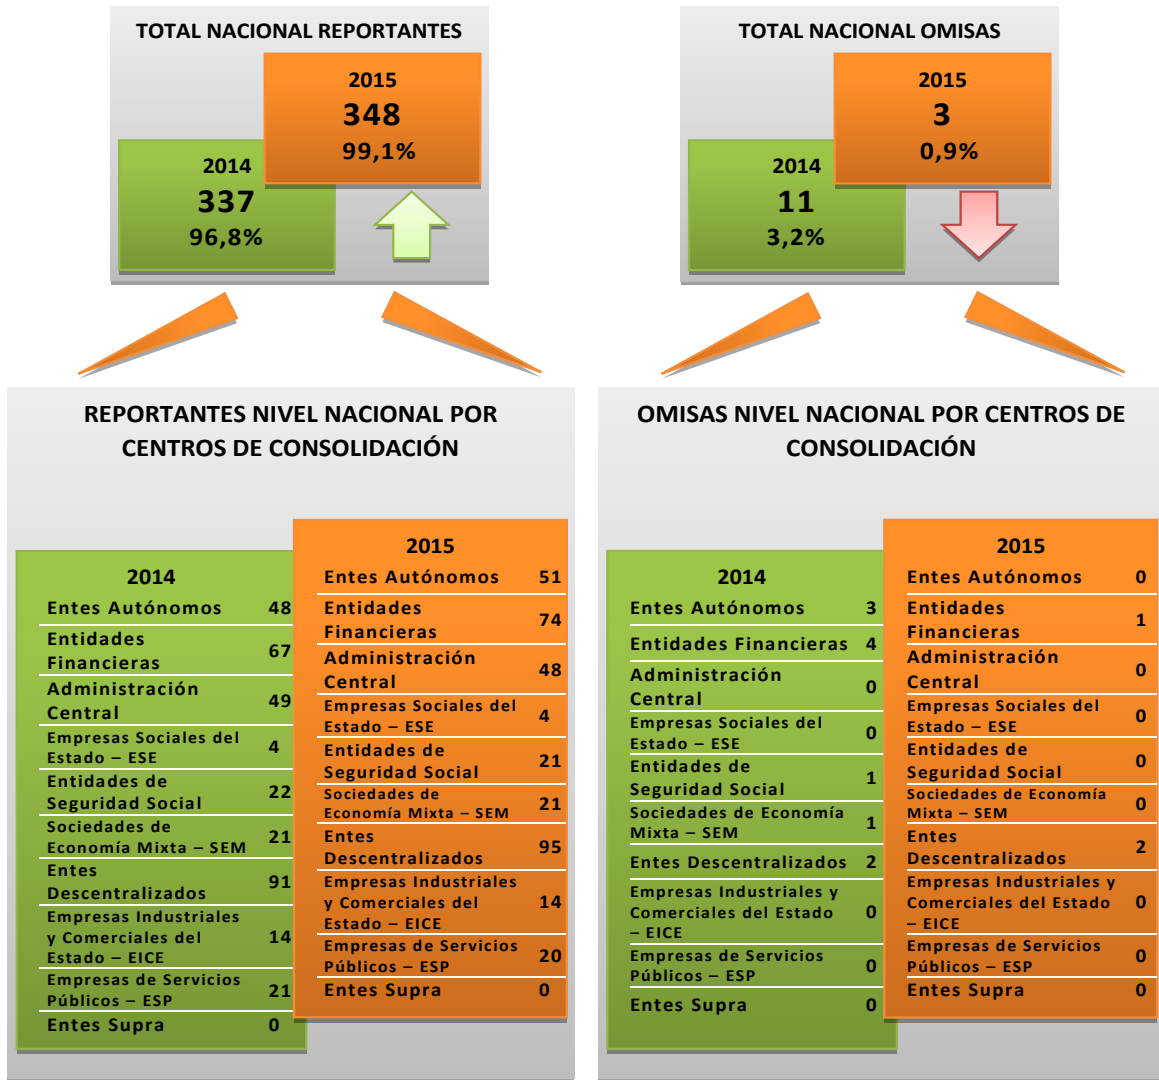 TOTAL NACIONAL REPORTANTES
2015
348
99,1%
2014
337
96,8%
TOTAL NACIONAL OMISAS
2015
3
0,9%
2014
11
3,2%
REPORTANTES NIVEL NACIONAL POR
CENTROS DE CONSOLIDACIÓN
2014
Entes Autónomos 48
Entidades
Financieras 67
Administración
Central 49
Empresas Sociales del
Estado – ESE 4
Entidades de
Seguridad Social 22
Sociedades de
Economía Mixta – SEM 21
Entes
Descentralizados 91
Empresas Industriales
y Comerciales del 14
Estado – EICE
Empresas de Servicios
Públicos – ESP 21
Entes Supra 0
2015
Entes Autónomos 51
Entidades
Financieras 74
Administración
Central 48
Empresas Sociales del
Estado – ESE 4
Entidades de
Seguridad Social 21
Sociedades de
Economía Mixta – SEM 21
Entes
Descentralizados 95
Empresas Industriales
y Comerciales del 14
Estado – EICE
Empresas de Servicios
Públicos – ESP 20
Entes Supra 0
OMISAS NIVEL NACIONAL POR CENTROS DE
CONSOLIDACIÓN
2014
Entes Autónomos 3
Entidades Financieras 4
Administración
Central 0
Empresas Sociales del
Estado – ESE 0
Entidades de
Seguridad Social 1
Sociedades de Economía
Mixta – SEM 1
Entes Descentralizados 2
Empresas Industriales y
Comerciales del Estado 0
– EICE
Empresas de Servicios
Públicos – ESP 0
Entes Supra 0
2015
Entes Autónomos 0
Entidades
Financieras 1
Administración
Central 0
Empresas Sociales del
Estado – ESE 0
Entidades de
Seguridad Social 0
Sociedades de Economía
Mixta – SEM 0
Entes
Descentralizados 2
Empresas Industriales y
Comerciales del Estado 0
– EICE
Empresas de Servicios
Públicos – ESP 0
Entes Supra 0